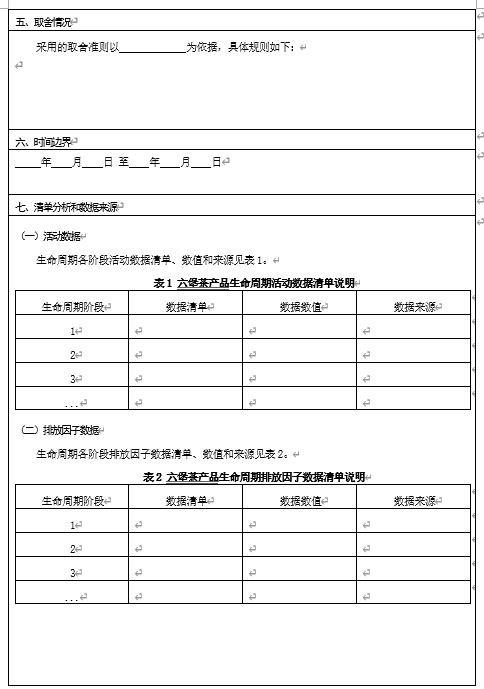 五、取舍情况
采用的取舍准则以_____________为依据，具体规则如下：
六、时间边界
_____年____月____日 至____年____月____日
七、清单分析和数据来源
（一）活动数据
生命周期各阶段活动数据清单、数值和来源见表1。
表1 六堡茶产品生命周期活动数据清单说明
生命周期阶段 数据清单 数据数值 数据来源
1
2
3
...
（二）排放因子数据
生命周期各阶段排放因子数据清单、数值和来源见表2。
表2 六堡茶产品生命周期排放因子数据清单说明
生命周期阶段 数据清单 数据数值 数据来源
1
2
3
...